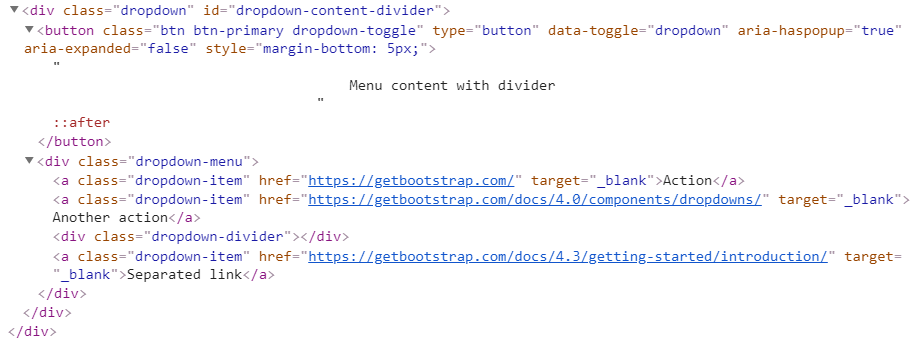 ▼<div class="dropdown" id="dropdown-content-divider">
▼<button class="btn btn-primary dropdown-toggle" type="button" data-toggle="dropdown" aria-haspopup="true"
aria-expanded="false" style="margin-bottom: 5px;">
"
Menu content with divider
"
::after
</button>
▼<div class="dropdown-menu">
<a class="dropdown-item" href="https://getbootstrap.com/" target="_blank">Action</a>
<a class="dropdown-item" href="https://getbootstrap.com/docs/4.0/components/dropdowns/" target="_blank">
Another action</a>
<div class="dropdown-divider"></div>
<a class="dropdown-item" href="https://getbootstrap.com/docs/4.3/getting-started/introduction/" target=
"_blank">Separated link</a>
</div>
</div>
</div>